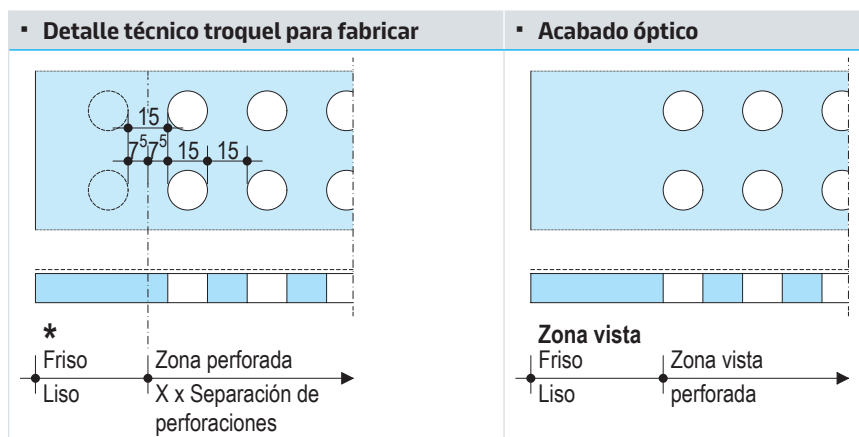 ▪ Detalle técnico troquel para fabricar
▪ Acabado óptico
15
7⁵ 7⁵ 15 15
*
Friso Zona perforada
Liso X x Separación de
perforaciones
Zona vista
Friso Zona vista
Liso perforada